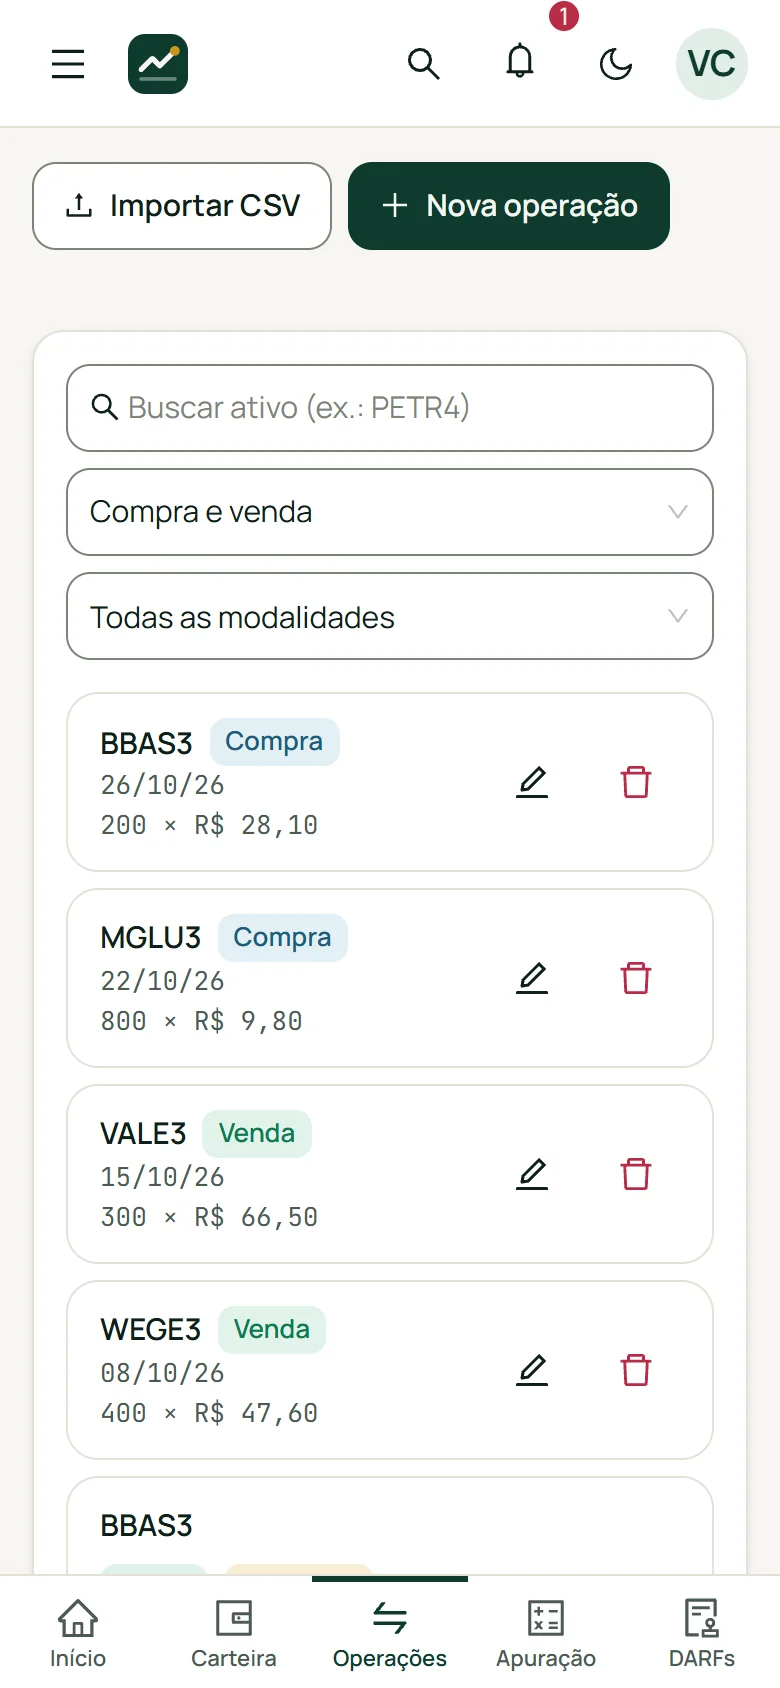 1
VC
Importar CSV
Nova operação
Buscar ativo (ex.: PETR4)
Compra e venda
Todas as modalidades
BBAS3 Compra
26/10/26
200 × R$ 28,10
MGLU3 Compra
22/10/26
800 × R$ 9,80
VALE3 Venda
15/10/26
300 × R$ 66,50
WEGE3 Venda
08/10/26
400 × R$ 47,60
BBAS3
Início
Carteira
Operações
Apuração
DARFs